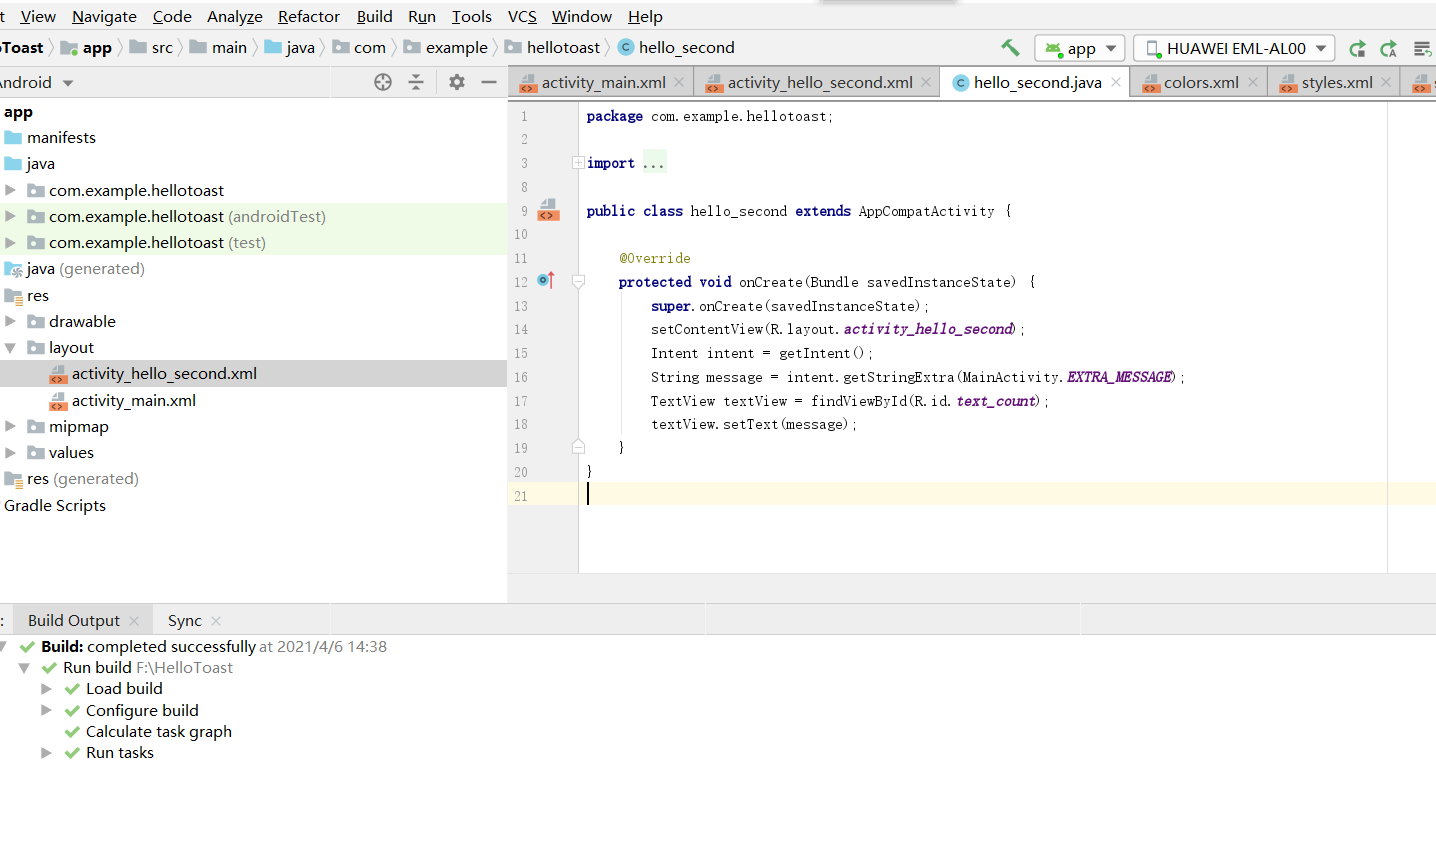 t View Navigate Code Analyze Refactor Build Run Tools VCS Window Help
oToast app src main java com example hellotoast hello_second app HUAWEI EML-AL00
Android activity_main.xml activity_hello_second.xml hello_second.java colors.xml styles.xml s
app
manifests
java
com.example.hellotoast
com.example.hellotoast (androidTest)
com.example.hellotoast (test)
java (generated)
res
drawable
layout
activity_hello_second.xml
activity_main.xml
mipmap
values
res (generated)
Gradle Scripts
1 package com.example.hellotoast;
2
3 import ...
8
9 public class hello_second extends AppCompatActivity {
10
11 @Override
12 protected void onCreate(Bundle savedInstanceState) {
13 super.onCreate(savedInstanceState);
14 setContentView(R.layout.activity_hello_second);
15 Intent intent = getIntent();
16 String message = intent.getStringExtra(MainActivity.EXTRA_MESSAGE);
17 TextView textView = findViewById(R.id.text_count);
18 textView.setText(message);
19 }
20 }
21
: Build Output Sync
Build: completed successfully at 2021/4/6 14:38
Run build F:\HelloToast
Load build
Configure build
Calculate task graph
Run tasks